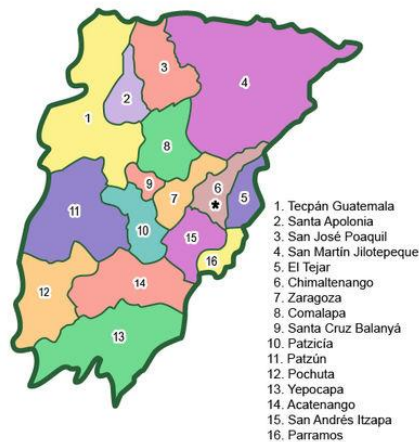 3
4
2
1
8
6
9
5
7
*
11
10
15
16
14
12
13
1. Tecpán Guatemala
2. Santa Apolonia
3. San José Poaquil
4. San Martín Jilotepeque
5. El Tejar
6. Chimaltenango
7. Zaragoza
8. Comalapa
9. Santa Cruz Balanyá
10. Patzicía
11. Patzún
12. Pochuta
13. Yepocapa
14. Acatenango
15. San Andrés Itzapa
16. Parramos